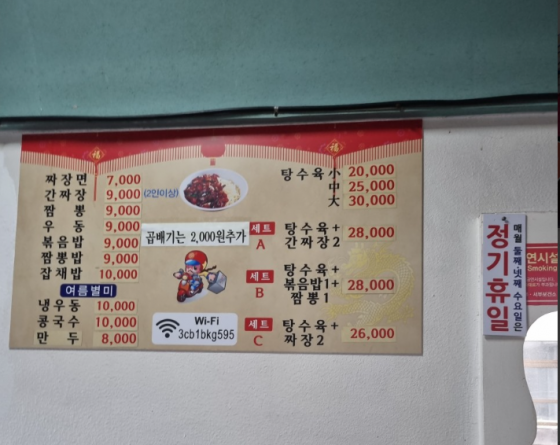 짜장면 7,000
간짜장 9,000 (2인이상)
짬뽕 9,000
우동 9,000
볶음밥 9,000
짬뽕밥 9,000
잡채밥 10,000
여름별미
냉우동 10,000
콩국수 10,000
만두 8,000
곱배기는 2,000원추가
Wi-Fi
3cb1bkg595
탕수육 小 20,000
中 25,000
大 30,000
세트 A
탕수육+
간짜장2
28,000
세트 B
탕수육+
볶음밥1+
짬뽕1
28,000
세트 C
탕수육+
짜장2
26,000
매월 둘째넷째 수요일은
정기휴일
연시설
Smoking